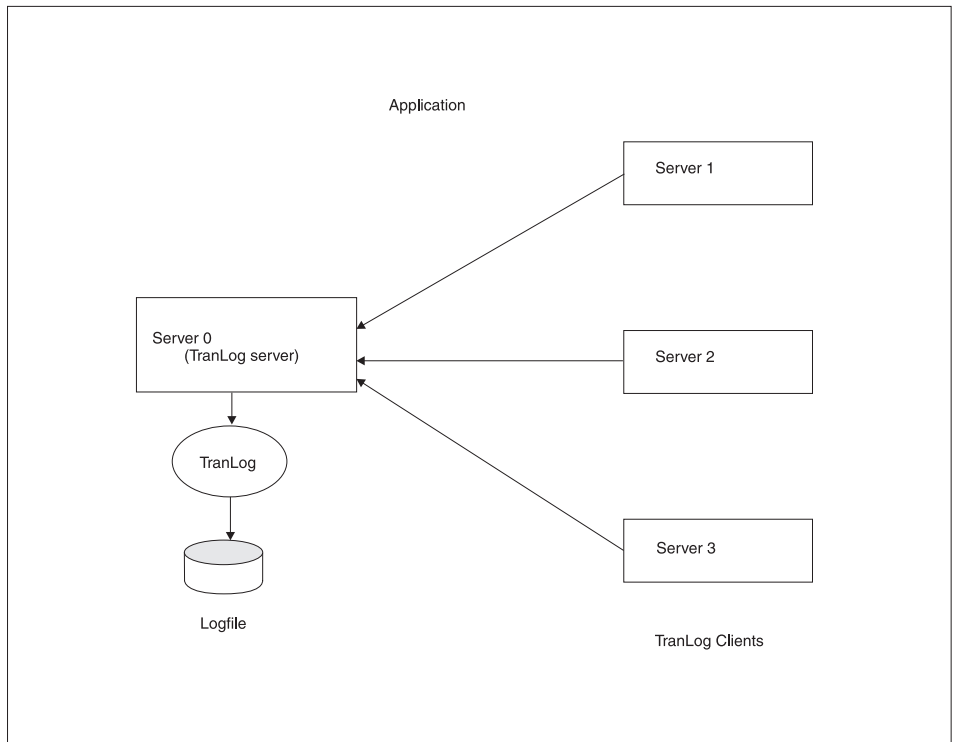 Application
Server 1
Server 0
(TranLog server)
Server 2
TranLog
Server 3
Logfile
TranLog Clients